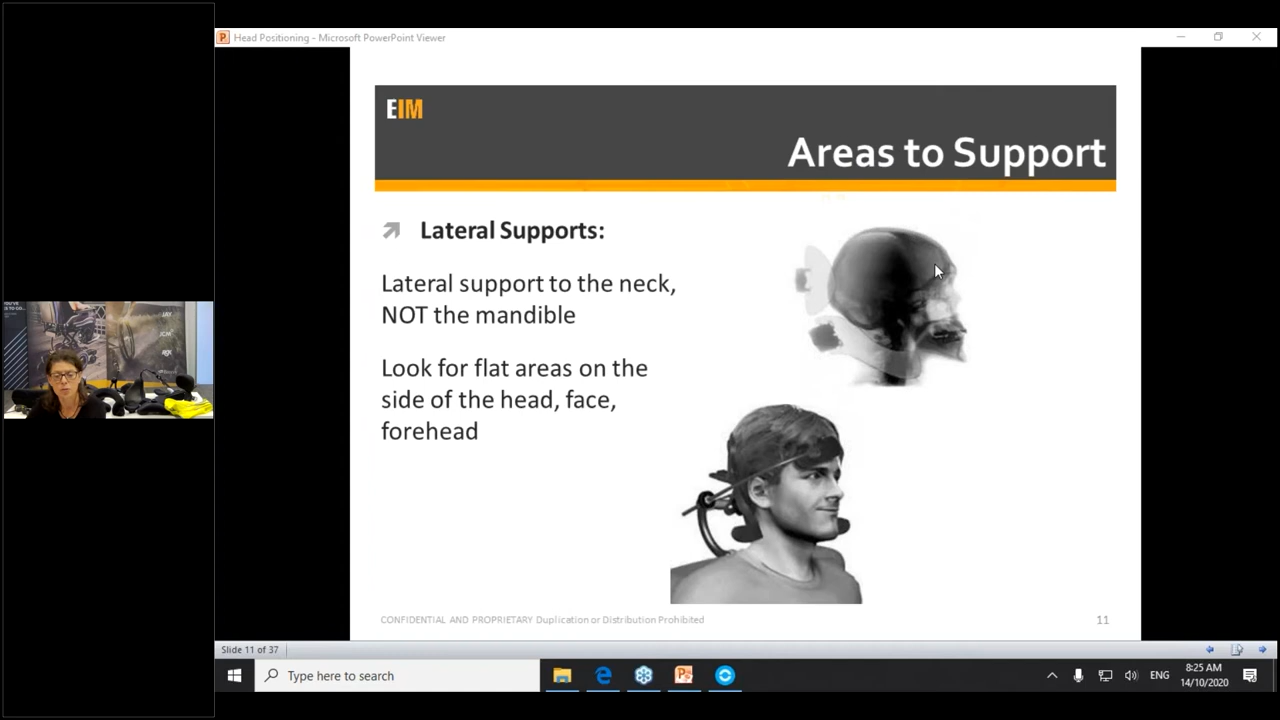 Head Positioning - Microsoft PowerPoint Viewer
EIM
Areas to Support
Lateral Supports:
Lateral support to the neck,
NOT the mandible
Look for flat areas on the
side of the head, face,
forehead
CONFIDENTIAL AND PROPRIETARY Duplication or Distribution Prohibited
11
JAY
Slide 11 of 37
Type here to search
ENG
8:25 AM
14/10/2020